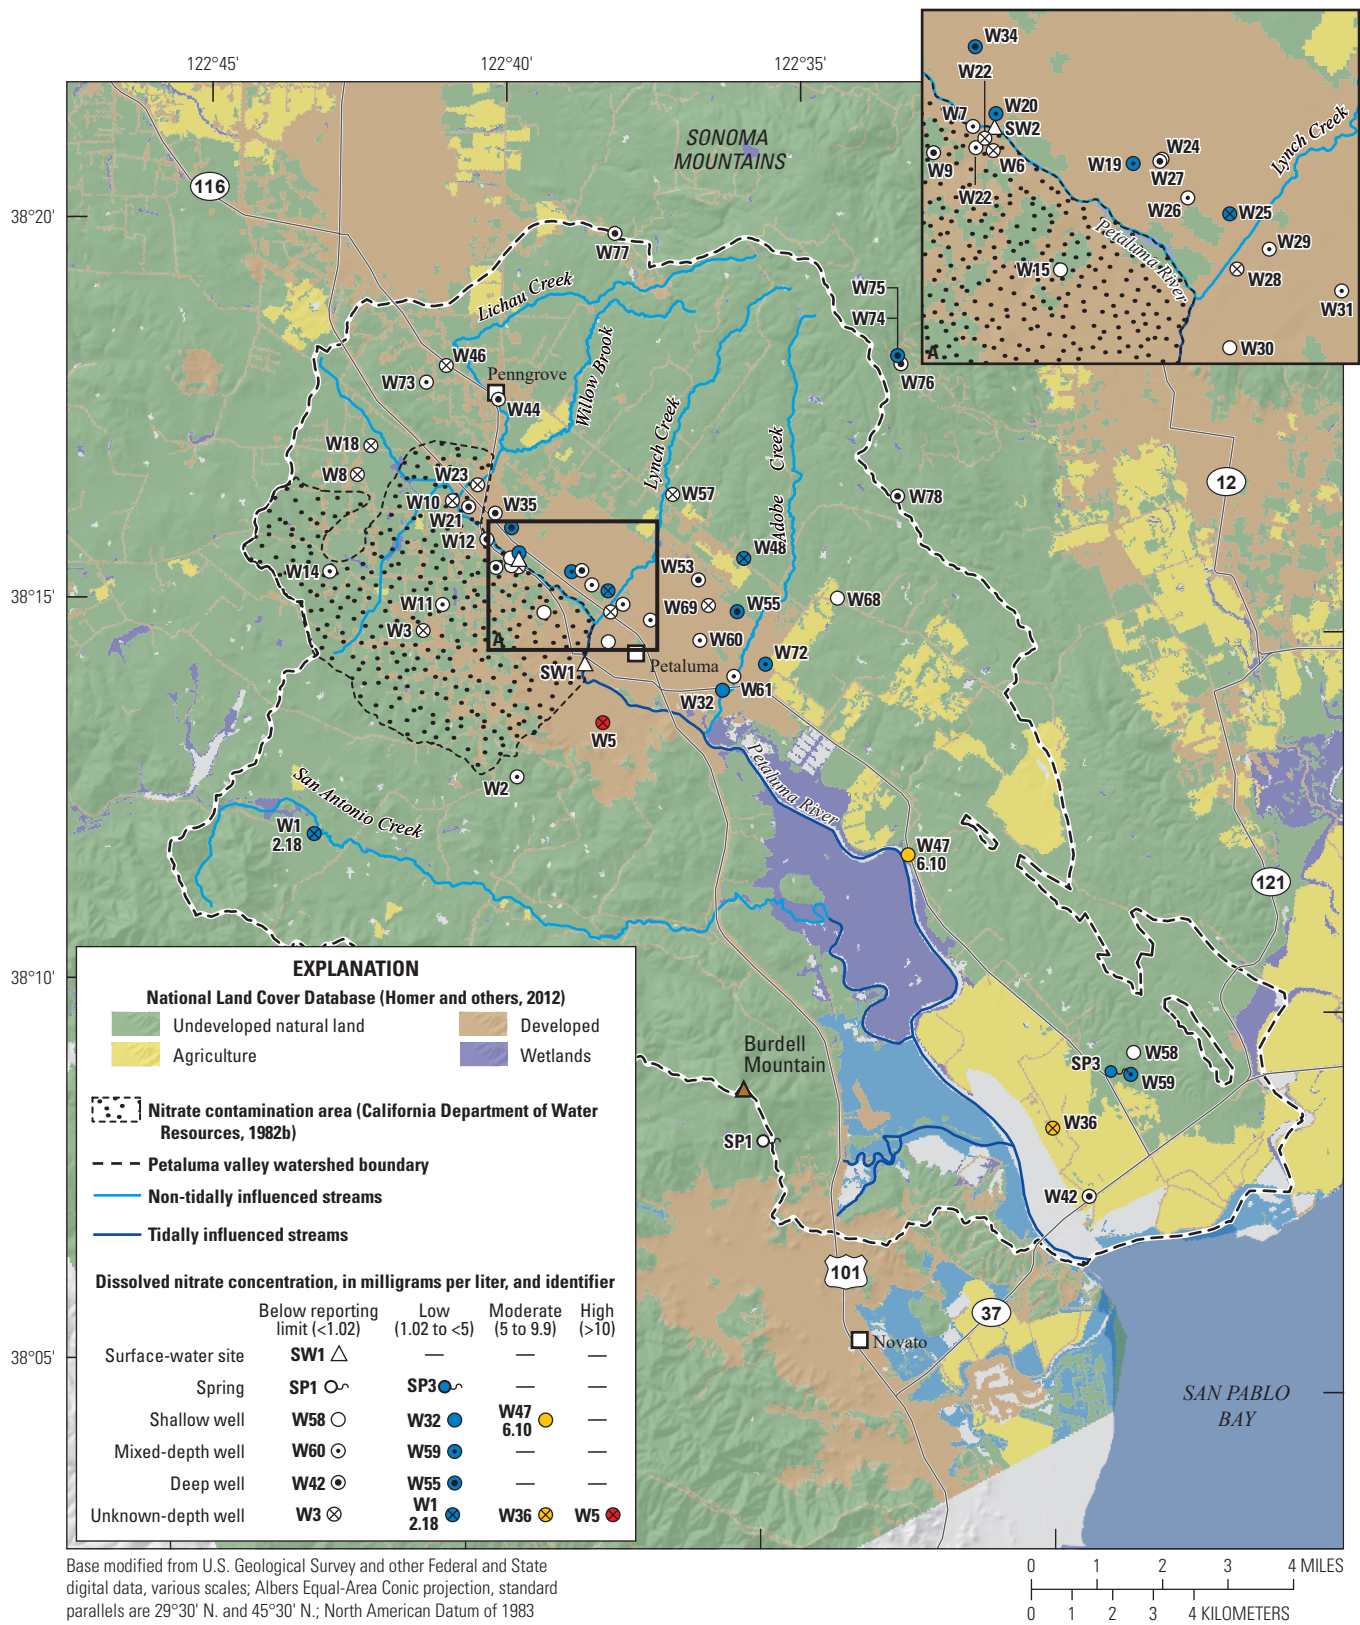 122°45'
122°40'
122°35'
38°20'
38°15'
38°10'
38°05'
SONOMA
MOUNTAINS
116
W77
Lichau Creek
W46
W73
Penngrove
W44
Willow Brook
Lynch Creek
Adobe Creek
W75
W74
W76
W18
W8
W23
W10
W21
W35
W12
W57
W78
W48
W14
W11
W3
W53
W69
W55
W68
W60
W72
A
SW1
Petaluma
W61
W32
W5
W2
Petaluma River
San Antonio Creek
W1
2.18
W47
6.10
12
121
W34
W22
W7
W20
SW2
W9
W6
W22
W19
W24
W27
W26
Lynch Creek
W25
W29
W28
W31
W15
Petaluma River
W30
A
Burdell
Mountain
SP1
SP3
W58
W59
W36
W42
101
37
Novato
SAN PABLO
BAY
EXPLANATION
National Land Cover Database (Homer and others, 2012)
Undeveloped natural land
Developed
Agriculture
Wetlands
Nitrate contamination area (California Department of Water
Resources, 1982b)
Petaluma valley watershed boundary
Non-tidally influenced streams
Tidally influenced streams
Dissolved nitrate concentration, in milligrams per liter, and identifier
Below reporting limit (<1.02) Low (1.02 to <5) Moderate (5 to 9.9) High (>10)
Surface-water site SW1 — — —
Spring SP1 SP3 — —
Shallow well W58 W32 W47 6.10 —
Mixed-depth well W60 W59 — —
Deep well W42 W55 — —
Unknown-depth well W3 W1 2.18 W36 W5
Base modified from U.S. Geological Survey and other Federal and State
digital data, various scales; Albers Equal-Area Conic projection, standard
parallels are 29°30' N. and 45°30' N.; North American Datum of 1983
0 1 2 3 4 MILES
0 1 2 3 4 KILOMETERS